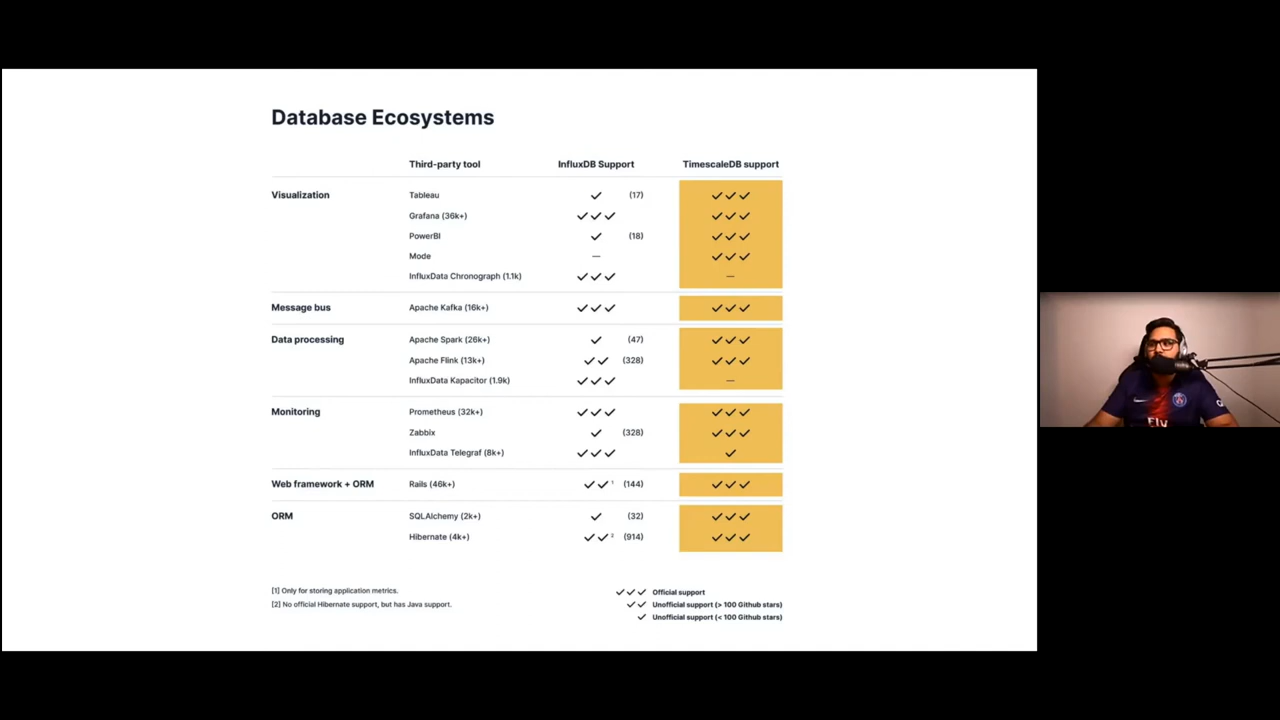 Database Ecosystems
Third-party tool InfluxDB Support TimescaleDB support
Visualization Tableau ✓ (17) ✓✓✓
Grafana (36k+) ✓✓✓ ✓✓✓
PowerBI ✓ (18) ✓✓✓
Mode — ✓✓✓
InfluxData Chronograph (1.1k) ✓✓✓ —
Message bus Apache Kafka (16k+) ✓✓✓ ✓✓✓
Data processing Apache Spark (26k+) ✓ (47) ✓✓✓
Apache Flink (13k+) ✓✓ (328) ✓✓✓
InfluxData Kapacitor (1.9k) ✓✓✓ —
Monitoring Prometheus (32k+) ✓✓✓ ✓✓✓
Zabbix ✓ (328) ✓✓✓
InfluxData Telegraf (8k+) ✓✓✓ ✓
Web framework + ORM Rails (46k+) ✓✓ 1 (144) ✓✓✓
ORM SQLAlchemy (2k+) ✓ (32) ✓✓✓
Hibernate (4k+) ✓✓ 2 (914) ✓✓✓
[1] Only for storing application metrics.
[2] No official Hibernate support, but has Java support.
✓✓✓ Official support
✓✓ Unofficial support (> 100 Github stars)
✓ Unofficial support (< 100 Github stars)